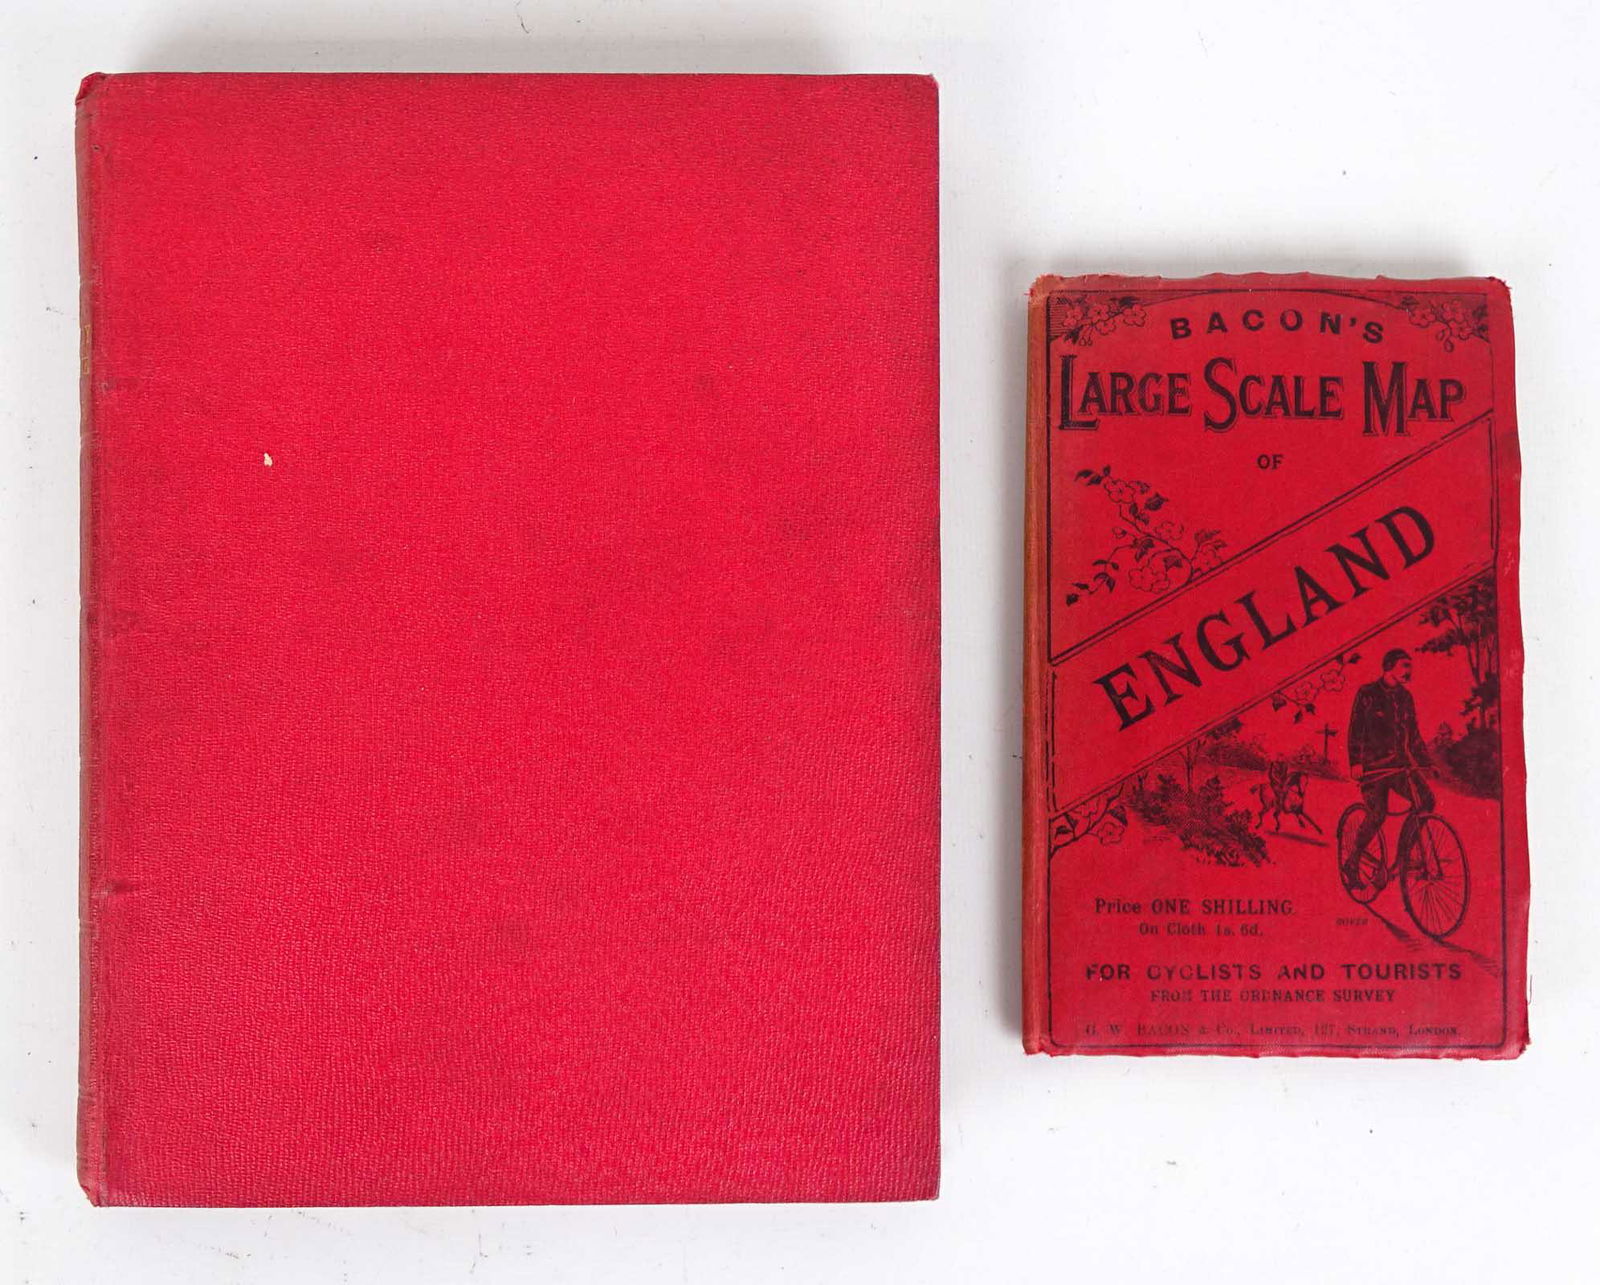 BACON'S
LARGE SCALE MAP
OF
ENGLAND
Price ONE SHILLING.
On Cloth 1s. 6d.
FOR CYCLISTS AND TOURISTS
FROM THE ORDNANCE SURVEY
G. W. BACON & Co., LIMITED, 127, STRAND, LONDON.